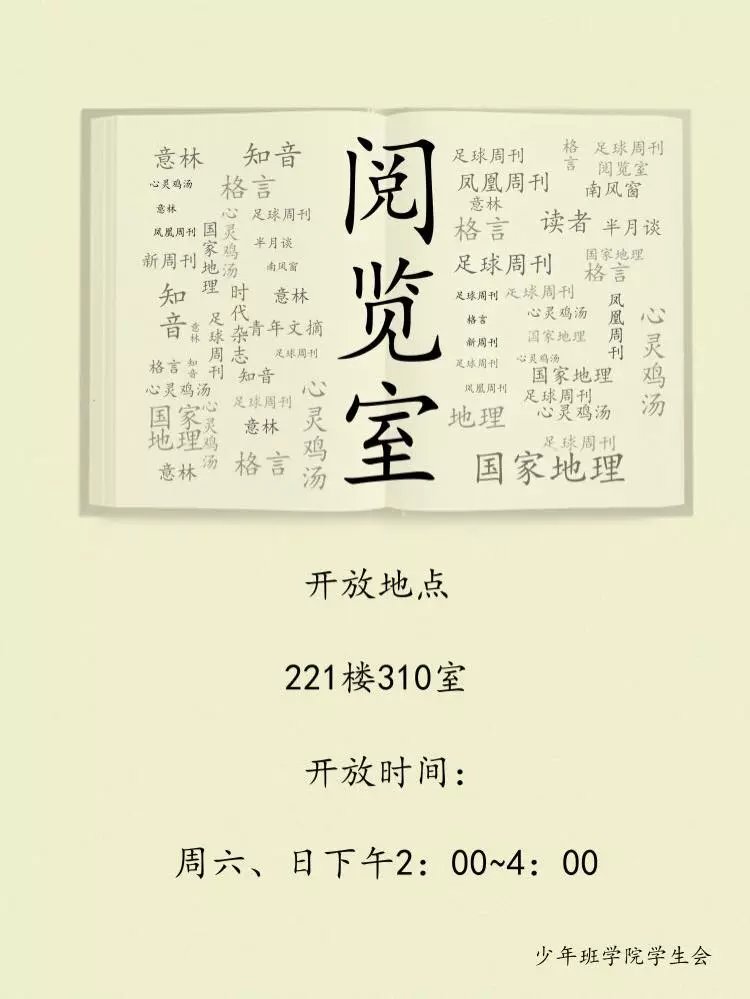 阅览室
意林 知音
心灵鸡汤 格言
意林 心灵鸡汤 足球周刊
凤凰周刊 国家地理 半月谈
新周刊 南风窗
知音 时代杂志 意林
意林 足球周刊 青年文摘
足球周刊
格言 知音 知音
心灵鸡汤 足球周刊 心灵鸡汤
国家地理 心灵鸡汤 意林
意林 格言
足球周刊 格言 足球周刊
阅览室
凤凰周刊 南风窗
意林
格言 读者 半月谈
国家地理
足球周刊 格言
足球周刊 足球周刊 凤凰周刊
格言 心灵鸡汤 心灵鸡汤
新周刊 国家地理
足球周刊 心灵鸡汤
国家地理
凤凰周刊 足球周刊
地理 心灵鸡汤
足球周刊
国家地理
开放地点
221楼310室
开放时间：
周六、日下午2：00~4：00
少年班学院学生会